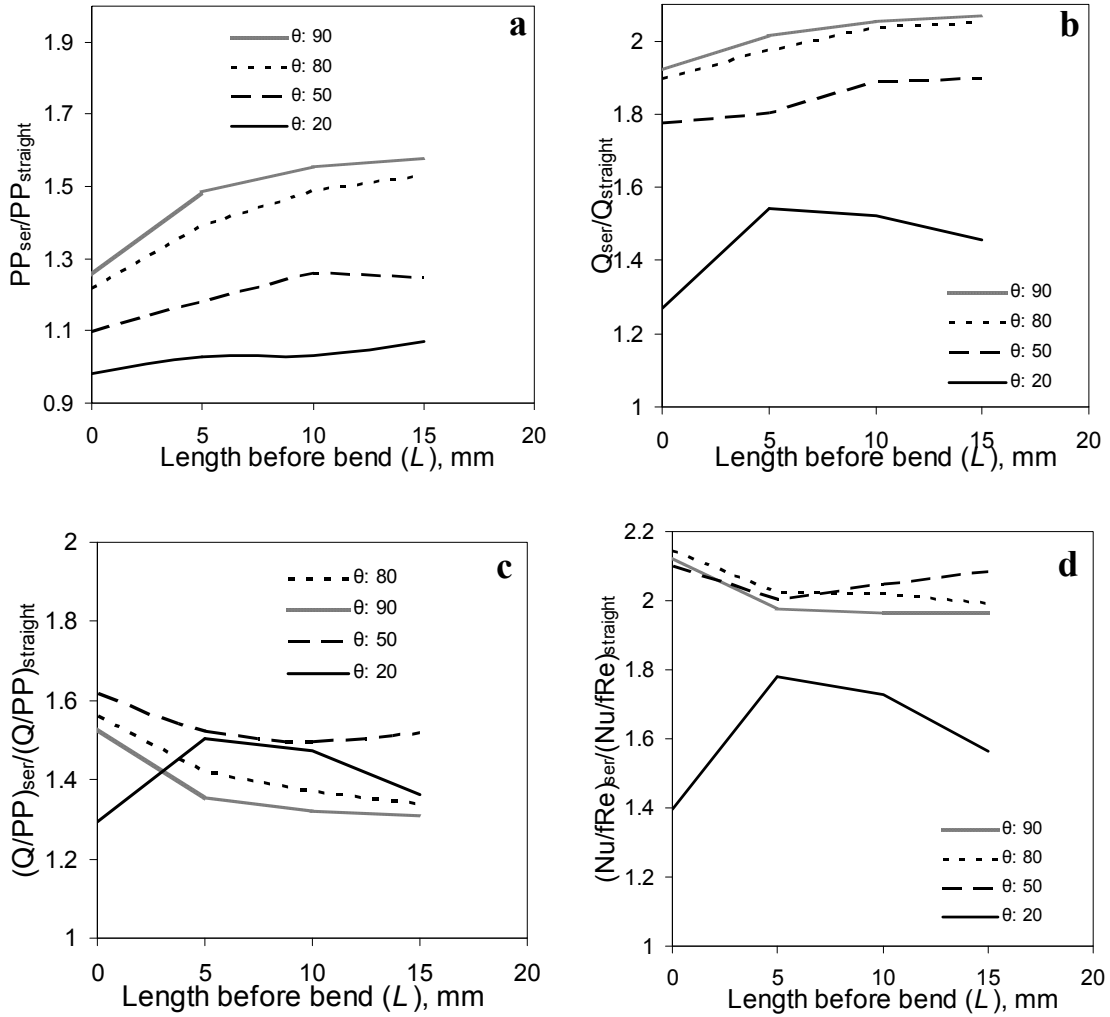 a
PPser/PPstraight
1.9
1.7
1.5
1.3
1.1
0.9
θ: 90
θ: 80
θ: 50
θ: 20
0 5 10 15 20
Length before bend (L), mm
b
Qser/Qstraight
2
1.8
1.6
1.4
1.2
1
θ: 90
θ: 80
θ: 50
θ: 20
0 5 10 15 20
Length before bend (L), mm
c
(Q/PP)ser/(Q/PP)straight
2
1.8
1.6
1.4
1.2
1
θ: 80
θ: 90
θ: 50
θ: 20
0 5 10 15 20
Length before bend (L), mm
d
(Nu/fRe)ser/(Nu/fRe)straight
2.2
2
1.8
1.6
1.4
1.2
1
θ: 90
θ: 80
θ: 50
θ: 20
0 5 10 15 20
Length before bend (L), mm